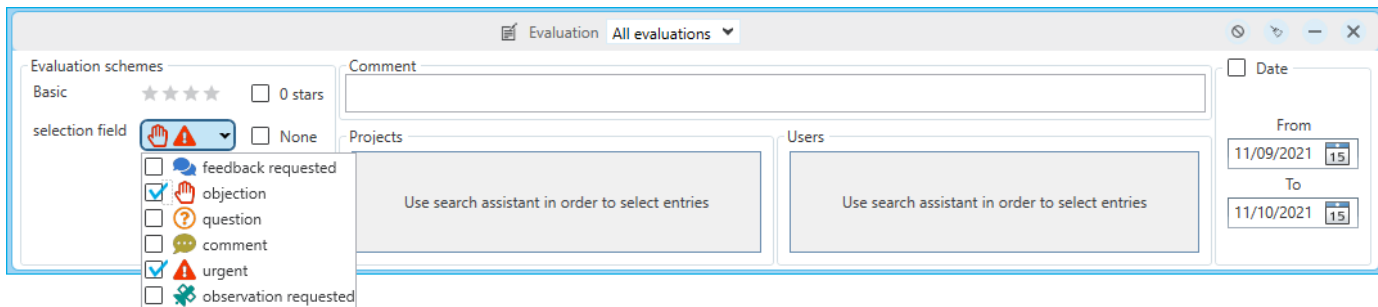 Evaluation All evaluations
Evaluation schemes
Basic
0 stars
selection field
None
feedback requested
objection
question
comment
urgent
observation requested
Comment
Projects
Use search assistant in order to select entries
Users
Use search assistant in order to select entries
Date
From
11/09/2021 15
To
11/10/2021 15